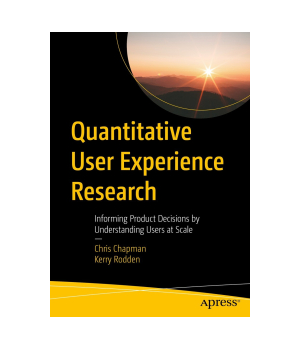 Quantitative
User Experience
Research
Informing Product Decisions by
Understanding Users at Scale
—
Chris Chapman
Kerry Rodden
Apress®